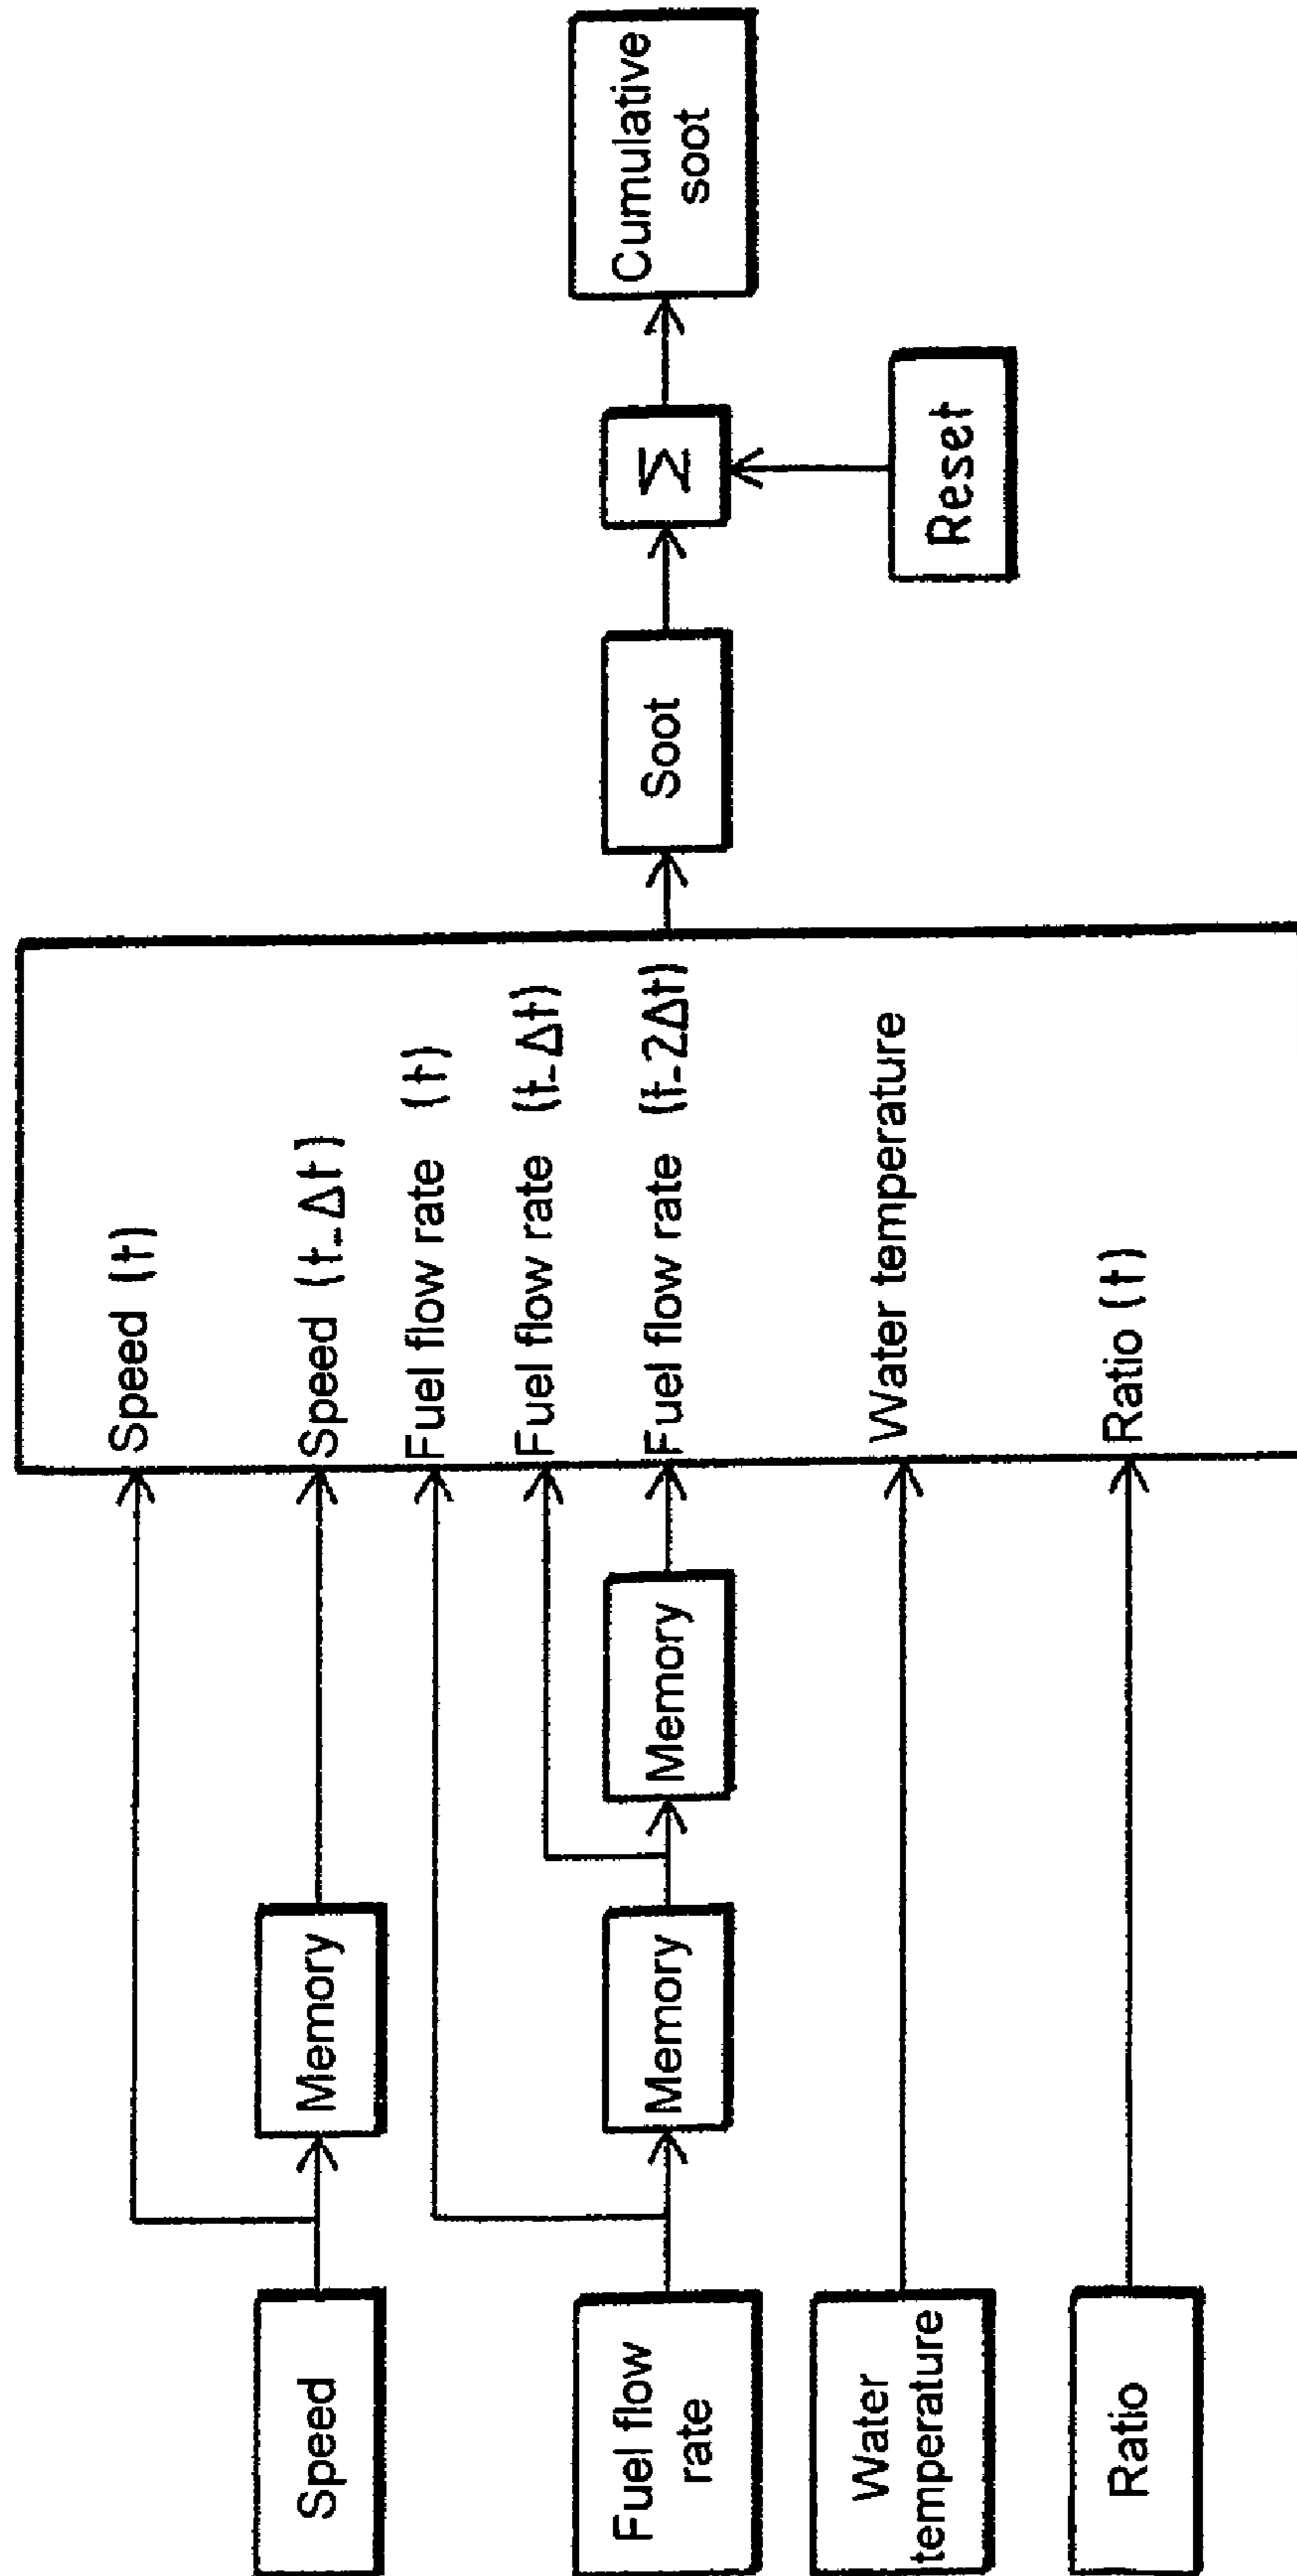 Speed
Fuel flow
rate
Water
temperature
Ratio
Memory
Memory
Memory
Speed (t)
Speed (t-Δt)
Fuel flow rate (t)
Fuel flow rate (t-Δt)
Fuel flow rate (t-2Δt)
Water temperature
Ratio (t)
Soot
Σ
Reset
Cumulative
soot